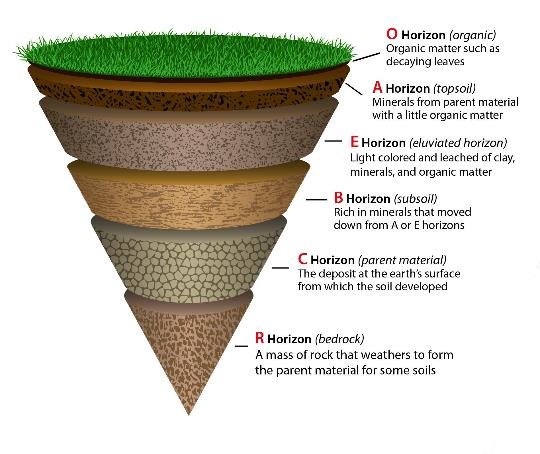 O Horizon (organic)
Organic matter such as
decaying leaves
A Horizon (topsoil)
Minerals from parent material
with a little organic matter
E Horizon (eluviated horizon)
Light colored and leached of clay,
minerals, and organic matter
B Horizon (subsoil)
Rich in minerals that moved
down from A or E horizons
C Horizon (parent material)
The deposit at the earth's surface
from which the soil developed
R Horizon (bedrock)
A mass of rock that weathers to form
the parent material for some soils